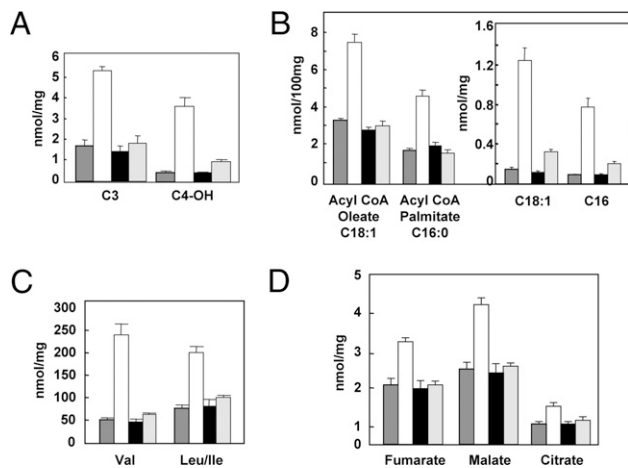 A
nmol/mg
6
5
4
3
2
1
0
C3 C4-OH
B
nmol/100mg
8
6
4
2
0
Acyl CoA Acyl CoA
Oleate Palmitate
C18:1 C16:0
1.6
1.2
0.8
0.4
0
nmol/mg
C18:1 C16
C
nmol/mg
300
250
200
150
100
50
0
Val Leu/Ile
D
nmol/mg
5
4
3
2
1
Fumarate Malate Citrate